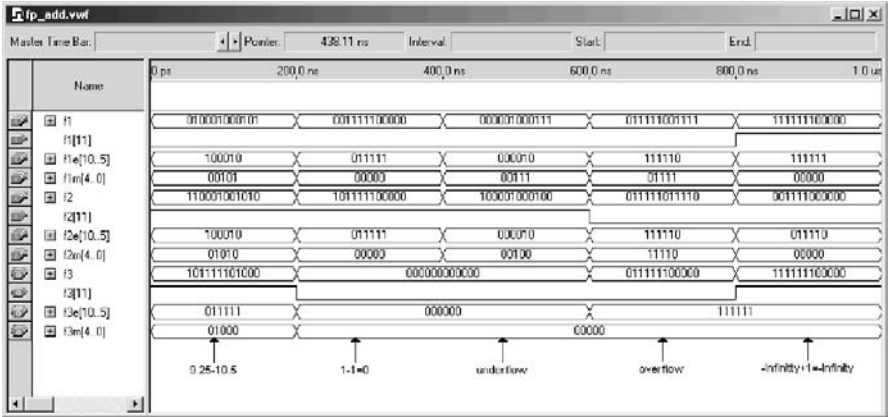 fp_add.vwf
Master Time Bar: Pointer: 438.11 ns Interval: Start: End:
Name 0 ps 200.0 ns 400.0 ns 600.0 ns 800.0 ns 1.0 us
f1 010001000101 001111100000 000001000111 011111001111 111111100000
f1[11]
f1e[10..5] 100010 011111 000010 111110 111111
f1m[4..0] 00101 00000 00111 01111 00000
f2 110001001010 101111100000 100001000100 011111011110 001111000000
f2[11]
f2e[10..5] 100010 011111 000010 111110 011110
f2m[4..0] 01010 00000 00100 11110 00000
f3 101111101000 000000000000 011111100000 111111100000
f3[11]
f3e[10..5] 011111 000000 111111
f3m[4..0] 01000 00000
9.25-10.5 1-1=0 underflow overflow -infinity+1=-infinity